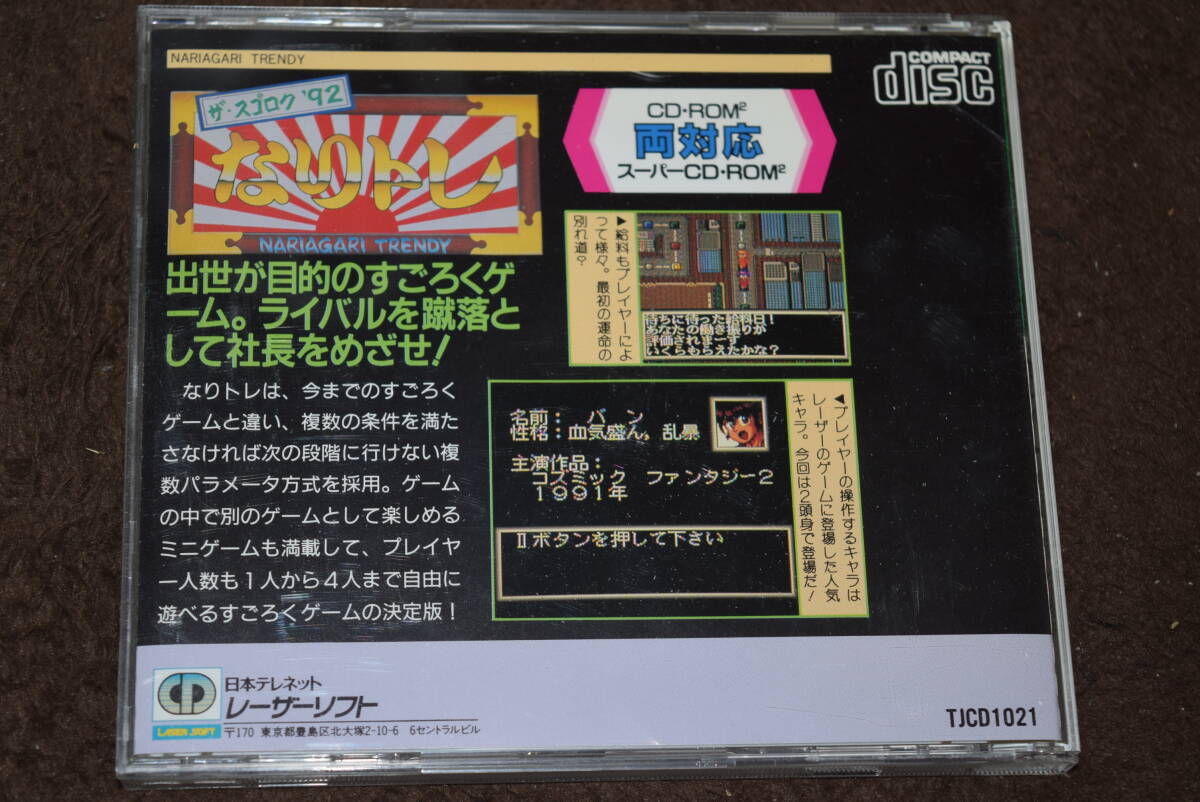 NARIAGARI TRENDY
COMPACT
disc
ザ・スゴロク'92
なりトレ
NARIAGARI TRENDY
CD・ROM²
両対応
スーパーCD・ROM²
出世が目的のすごろくゲ
ーム。ライバルを蹴落と
して社長をめざせ！
なりトレは、今までのすごろく
ゲームと違い、複数の条件を満た
さなければ次の段階に行けない複
数パラメータ方式を採用。ゲーム
の中で別のゲームとして楽しめる
ミニゲームも満載して、プレイヤ
ー人数も1人から4人まで自由に
遊べるすごろくゲームの決定版！
▶給料もプレイヤーによ
って様々。最初の運命の
別れ道？
待ちに待った給料日！
あなたの働き振りが
評価されまーす
いくらもらえたかな？
名前： バン
性格：血気盛ん，乱暴
主演作品：
コズミック ファンタジー2
1991年
IIボタンを押して下さい
◀プレイヤーの操作するキャラは
レーザーのゲームに登場した人気
キャラ。今回は2頭身で登場だ！
LASER SOFT
日本テレネット
レーザーソフト
〒170 東京都豊島区北大塚2-10-6 6セントラルビル
TJCD1021